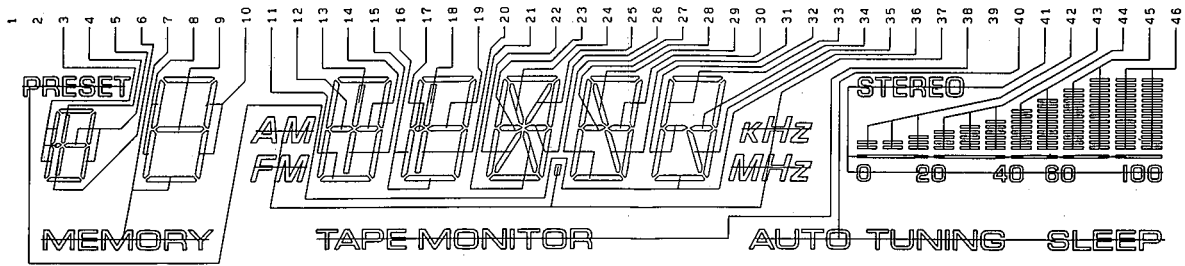 1 2 3 4 5 6 7 8 9 10 11 12 13 14 15 16 17 18 19 20 21 22 23 24 25 26 27 28 29 30 31 32 33 34 35 36 37 38 39 40 41 42 43 44 45 46
PRESET STEREO
AM kHz
FM MHz
0 20 40 60 100
MEMORY TAPE MONITOR AUTO TUNING SLEEP